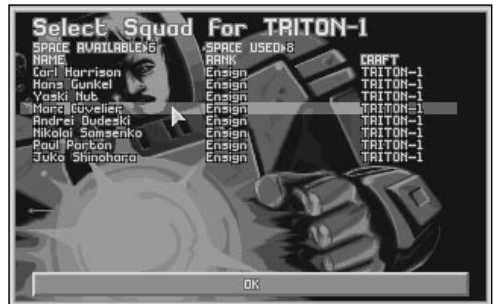 Select Squad for TRITON-1
SPACE AVAILABLE>6 SPACE USED>8
NAME RANK CRAFT
Carl Harrison Ensign TRITON-1
Hans Gunkel Ensign TRITON-1
Yaski Nut Ensign TRITON-1
Marc Cuvelier Ensign TRITON-1
Andrei Dudeski Ensign TRITON-1
Nikolai Samsenko Ensign TRITON-1
Paul Parton Ensign TRITON-1
Juko Shinohara Ensign TRITON-1
OK